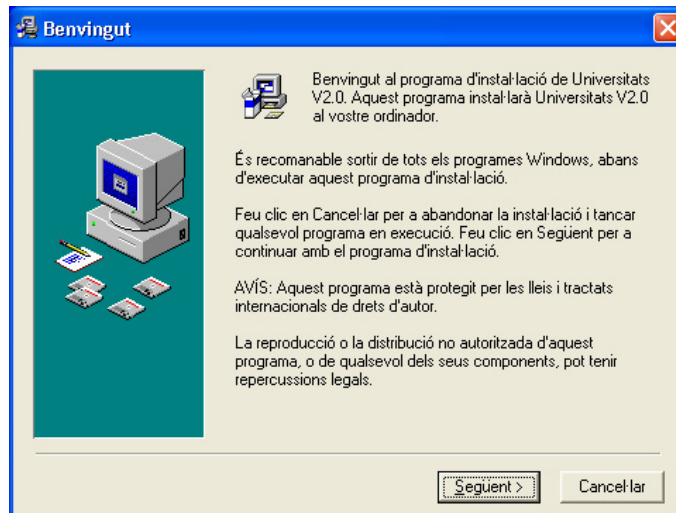 Benvingut
Benvingut al programa d'instal·lació de Universitats
V2.0. Aquest programa instal·larà Universitats V2.0
al vostre ordinador.
És recomanable sortir de tots els programes Windows, abans
d'executar aquest programa d'instal·lació.
Feu clic en Cancel·lar per a abandonar la instal·lació i tancar
qualsevol programa en execució. Feu clic en Següent per a
continuar amb el programa d'instal·lació.
AVÍS: Aquest programa està protegit per les lleis i tractats
internacionals de drets d'autor.
La reproducció o la distribució no autoritzada d'aquest
programa, o de qualsevol dels seus components, pot tenir
repercussions legals.
Següent >
Cancel·lar